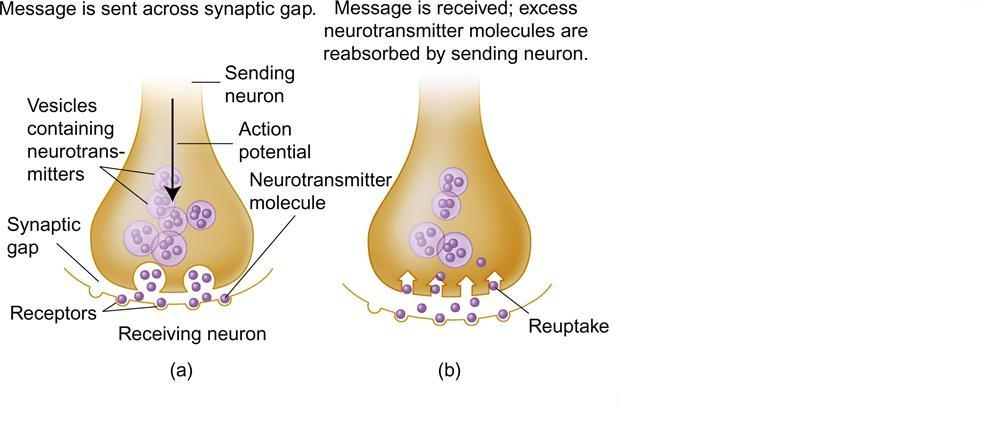 Message is sent across synaptic gap.
Message is received; excess
neurotransmitter molecules are
reabsorbed by sending neuron.
Sending
neuron
Vesicles
containing
neurotrans-
mitters
Action
potential
Neurotransmitter
molecule
Synaptic
gap
Receptors
Receiving neuron
Reuptake
(a)
(b)